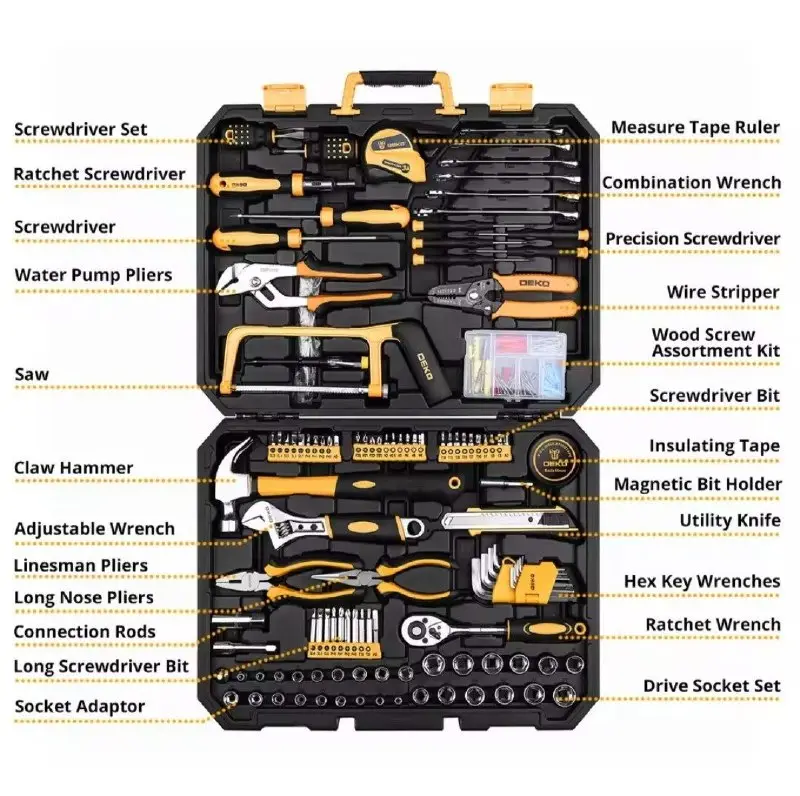 Screwdriver Set
Ratchet Screwdriver
Screwdriver
Water Pump Pliers
Saw
Claw Hammer
Adjustable Wrench
Linesman Pliers
Long Nose Pliers
Connection Rods
Long Screwdriver Bit
Socket Adaptor
Measure Tape Ruler
Combination Wrench
Precision Screwdriver
Wire Stripper
Wood Screw
Assortment Kit
Screwdriver Bit
Insulating Tape
Magnetic Bit Holder
Utility Knife
Hex Key Wrenches
Ratchet Wrench
Drive Socket Set
DEKO
DEKO
DEKO
DEKO
DEKO